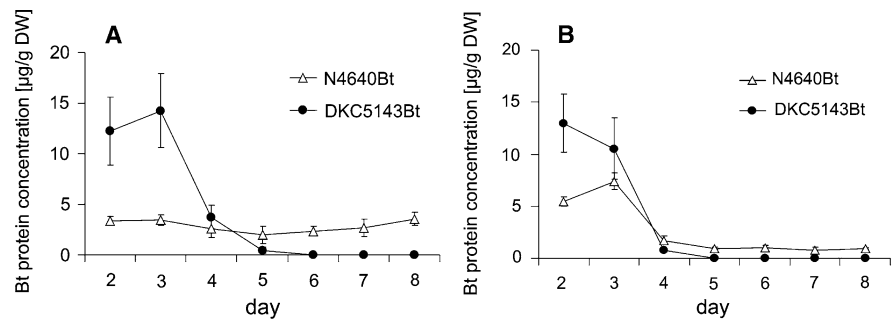 A
Bt protein concentration [µg/g DW]
20
15
10
5
0
N4640Bt
DKC5143Bt
2 3 4 5 6 7 8
day
B
Bt protein concentration [µg/g DW]
20
15
10
5
0
N4640Bt
DKC5143Bt
2 3 4 5 6 7 8
day